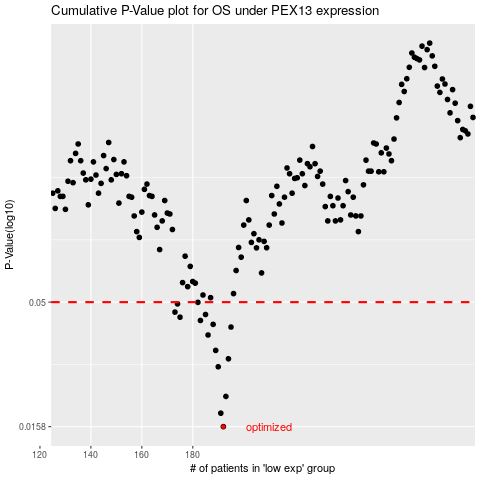 Cumulative P-Value plot for OS under PEX13 expression
P-Value(log10)
0.05
0.0158
optimized
120 140 160 180
# of patients in 'low exp' group